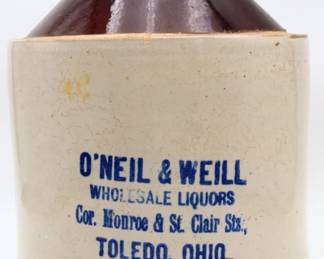 O'NEIL & WEILL
WHOLESALE LIQUORS
Cor. Monroe & St. Clair Sts.,
TOLEDO, OHIO.